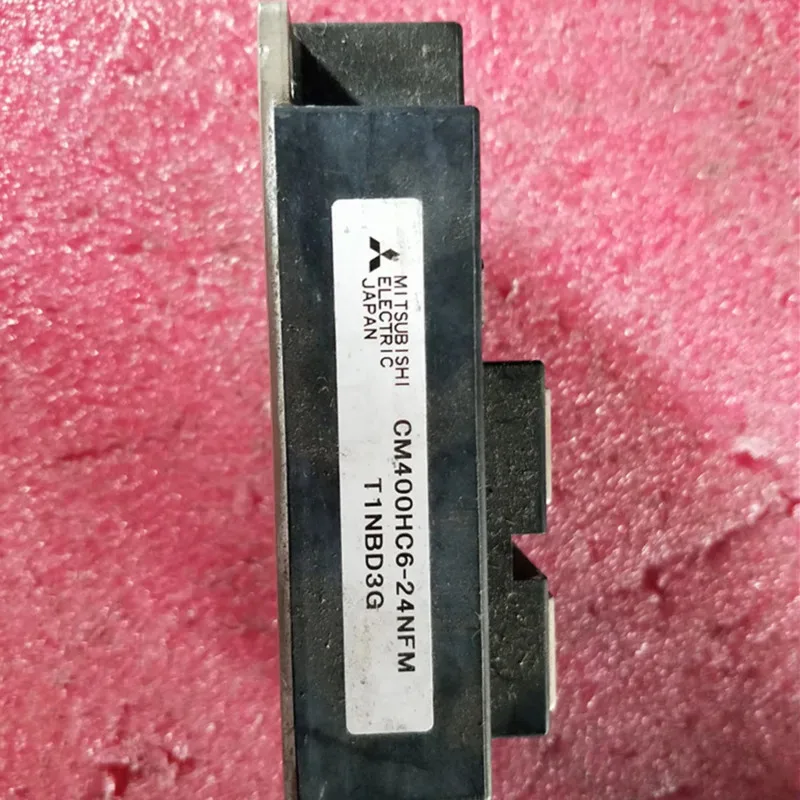 MITSUBISHI
ELECTRIC
JAPAN
CM400HC6-24NFM
T1NBD3G